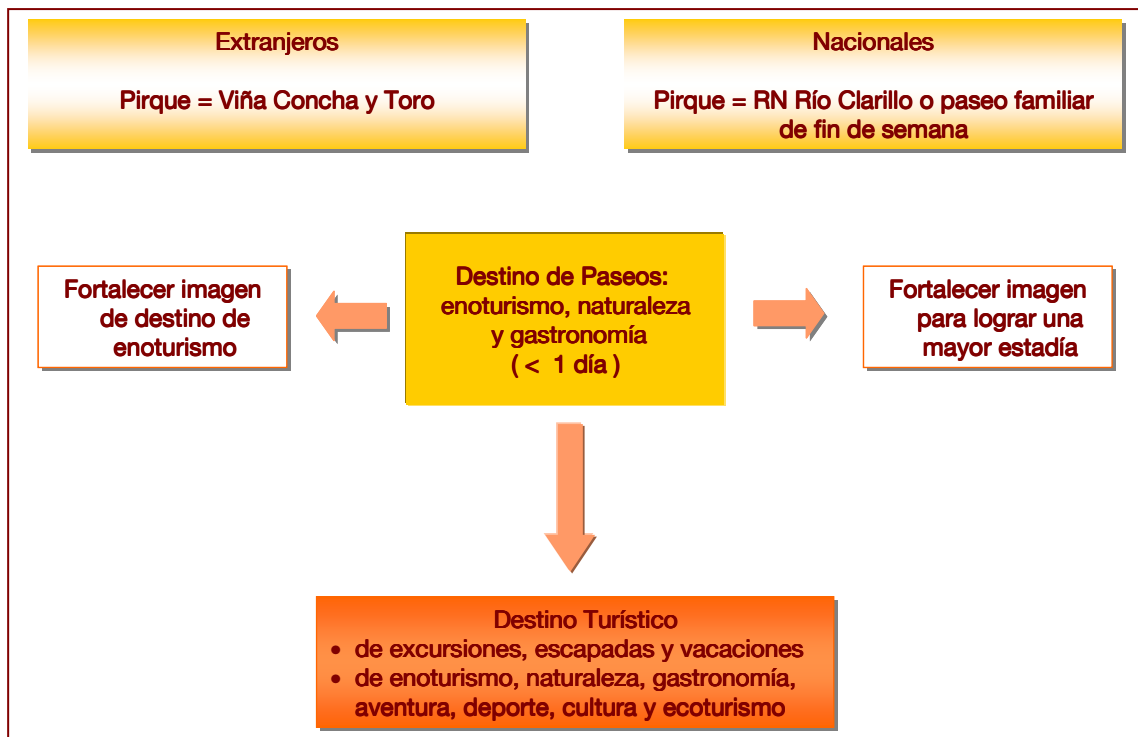 Extranjeros
Pirque = Viña Concha y Toro
Nacionales
Pirque = RN Río Clarillo o paseo familiar
de fin de semana
Fortalecer imagen
de destino de
enoturismo
Destino de Paseos:
enoturismo, naturaleza
y gastronomía
( < 1 día )
Fortalecer imagen
para lograr una
mayor estadía
Destino Turístico
• de excursiones, escapadas y vacaciones
• de enoturismo, naturaleza, gastronomía,
aventura, deporte, cultura y ecoturismo